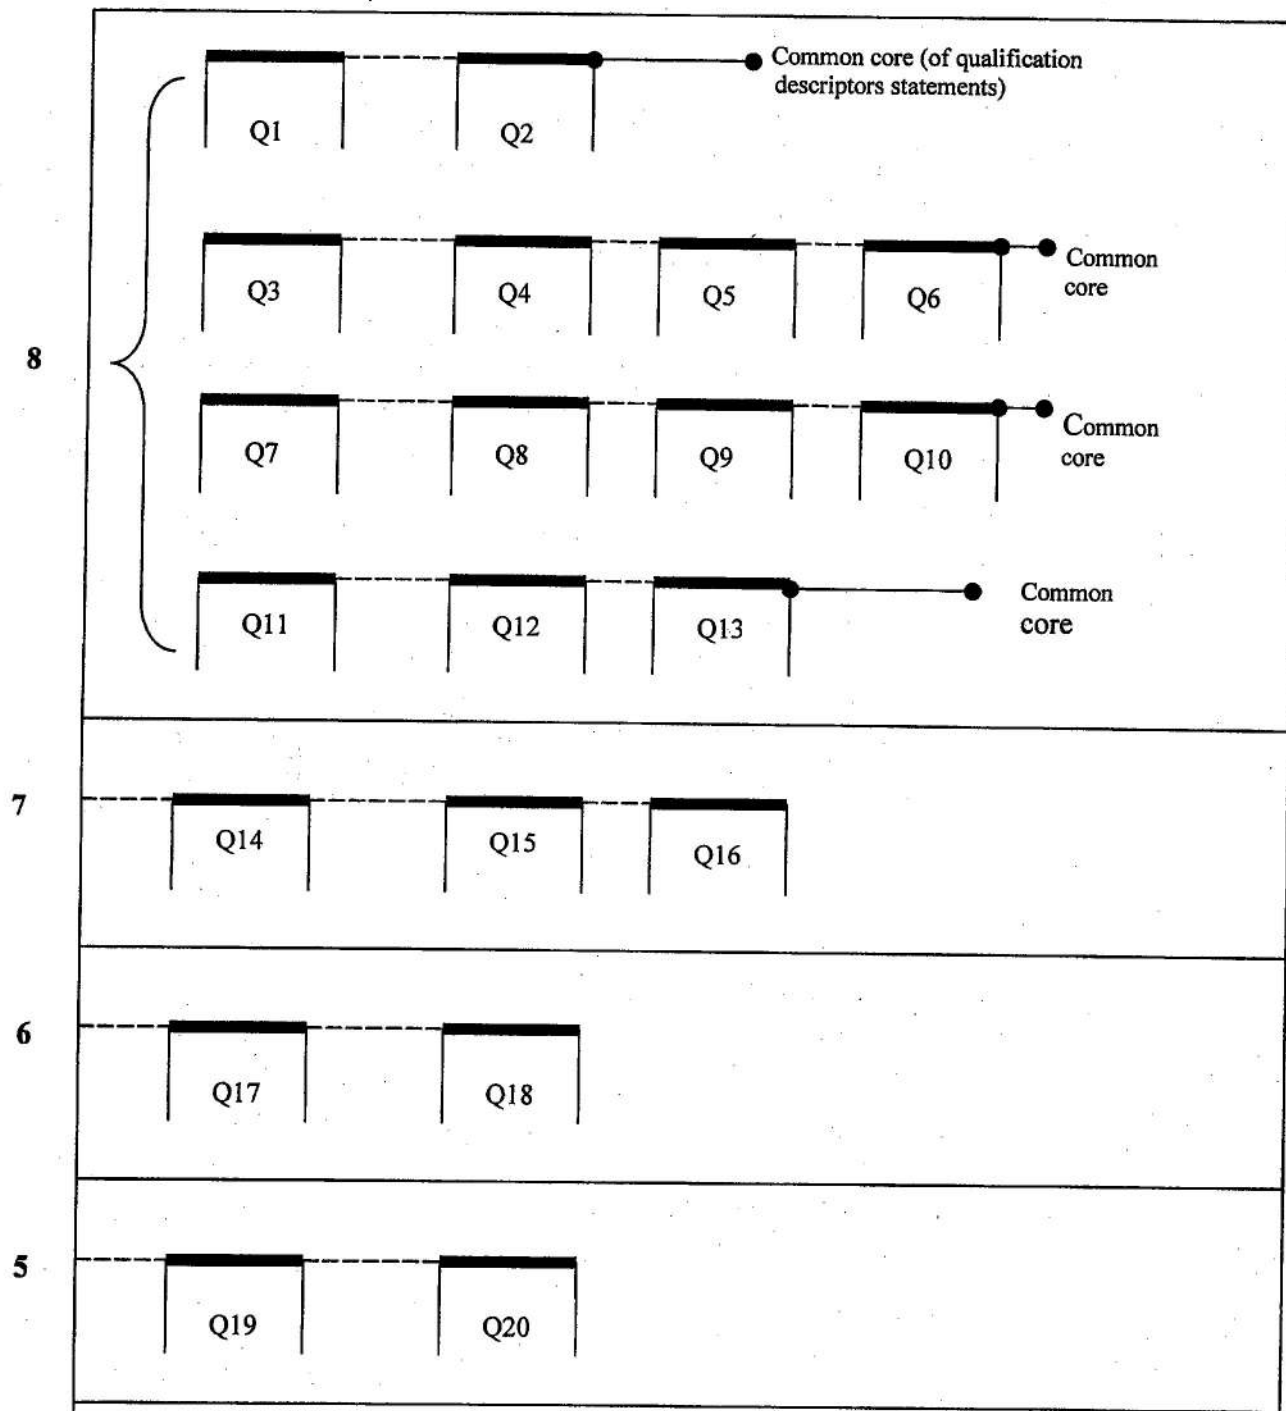 Common core (of qualification
descriptors statements)
Q1
Q2
Q3
Q4
Q5
Q6
Common
core
8
Q7
Q8
Q9
Q10
Common
core
Q11
Q12
Q13
Common
core
7
Q14
Q15
Q16
6
Q17
Q18
5
Q19
Q20